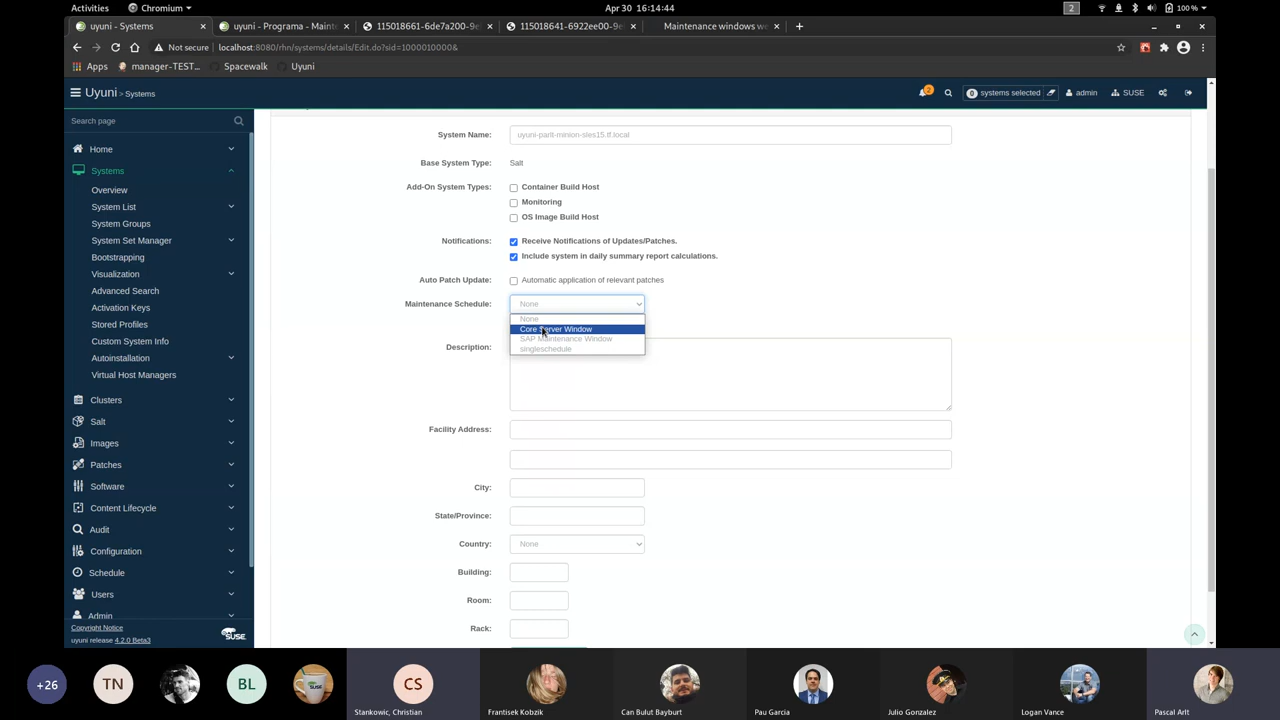 Activities
Chromium
Apr 30 16:14:44
2
100 %
uyuni - Systems
uyuni - Programa - Mainte
115018661-6de7a200-9e
115018641-6922ee00-9e
Maintenance windows wo
Not secure
localhost:8080/rhn/systems/details/Edit.do?sid=1000010000&
Apps
manager-TEST...
Spacewalk
Uyuni
Uyuni > Systems
2
0 systems selected
admin
SUSE
Search page
Home
Systems
Overview
System List
System Groups
System Set Manager
Bootstrapping
Visualization
Advanced Search
Activation Keys
Stored Profiles
Custom System Info
Autoinstallation
Virtual Host Managers
Clusters
Salt
Images
Patches
Software
Content Lifecycle
Audit
Configuration
Schedule
Users
Admin
Copyright Notice
uyuni release 4.2.0 Beta3
SUSE
System Name:
uyuni-parit-minion-sles15.tf.local
Base System Type:
Salt
Add-On System Types:
Container Build Host
Monitoring
OS Image Build Host
Notifications:
Receive Notifications of Updates/Patches.
Include system in daily summary report calculations.
Auto Patch Update:
Automatic application of relevant patches
Maintenance Schedule:
None
None
Core Server Window
SAP Maintenance Window
singleschedule
Description:
Facility Address:
City:
State/Province:
Country:
None
Building:
Room:
Rack:
+26
TN
BL
SUSE
CS
Stankovic, Christian
Frantisek Kobzik
Can Bulut Bayburt
Pau Garcia
Julio Gonzalez
Logan Vance
Pascal Arlt